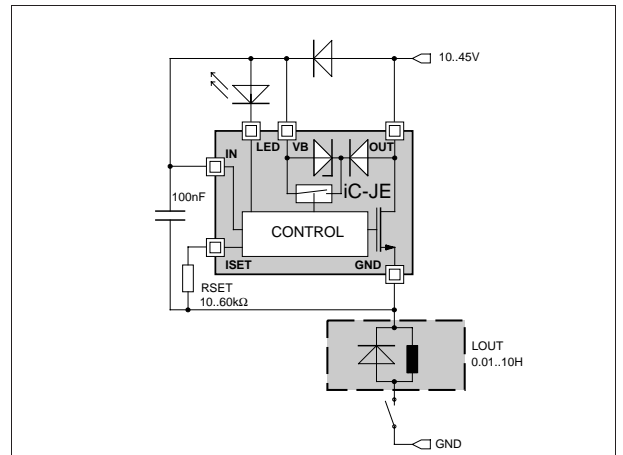 10..45V
LED
VB
OUT
IN
iC-JE
100nF
CONTROL
ISET
GND
RSET
10..60kΩ
LOUT
0.01..10H
GND